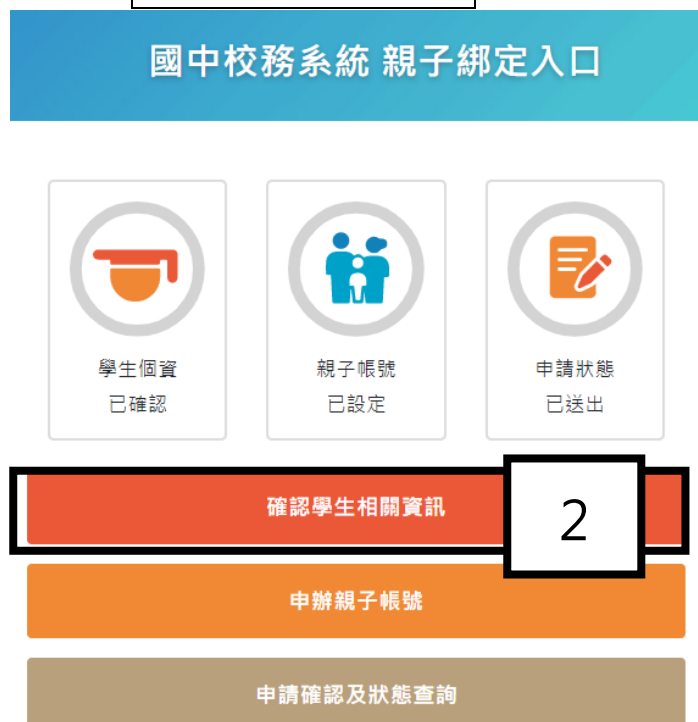 國中校務系統 親子綁定入口
學生個資
已確認
親子帳號
已設定
申請狀態
已送出
確認學生相關資訊
2
申辦親子帳號
申請確認及狀態查詢